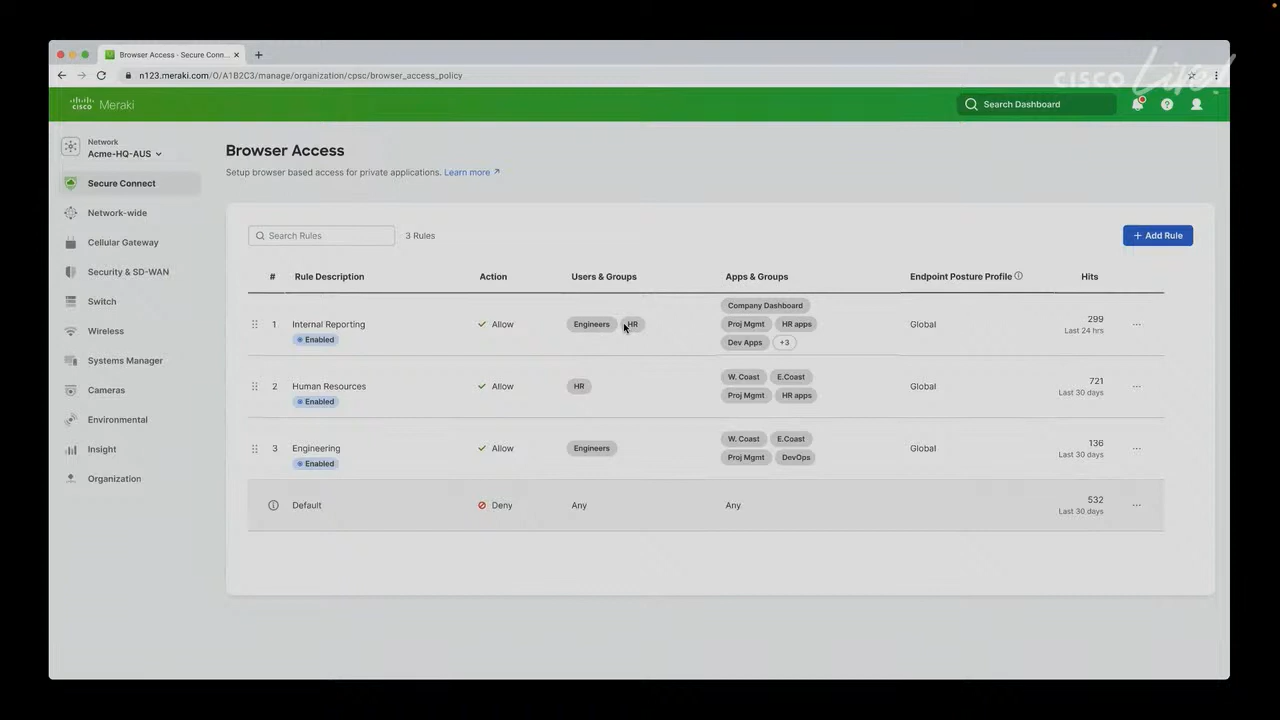 Browser Access - Secure Conn...
n123.meraki.com/O/A1B2C3/manage/organization/cpsc/browser_access_policy
CISCO Live!
CISCO Meraki
Search Dashboard
Network
Acme-HQ-AUS
Secure Connect
Network-wide
Cellular Gateway
Security & SD-WAN
Switch
Wireless
Systems Manager
Cameras
Environmental
Insight
Organization
Browser Access
Setup browser based access for private applications. Learn more
Search Rules
3 Rules
+ Add Rule
# Rule Description Action Users & Groups Apps & Groups Endpoint Posture Profile Hits
1 Internal Reporting Enabled Allow Engineers HR
Company Dashboard
Proj Mgmt HR apps
Dev Apps +3
Global
299
Last 24 hrs
2 Human Resources Enabled Allow HR
W. Coast E.Coast
Proj Mgmt HR apps
Global
721
Last 30 days
3 Engineering Enabled Allow Engineers
W. Coast E.Coast
Proj Mgmt DevOps
Global
136
Last 30 days
Default Deny Any Any
532
Last 30 days